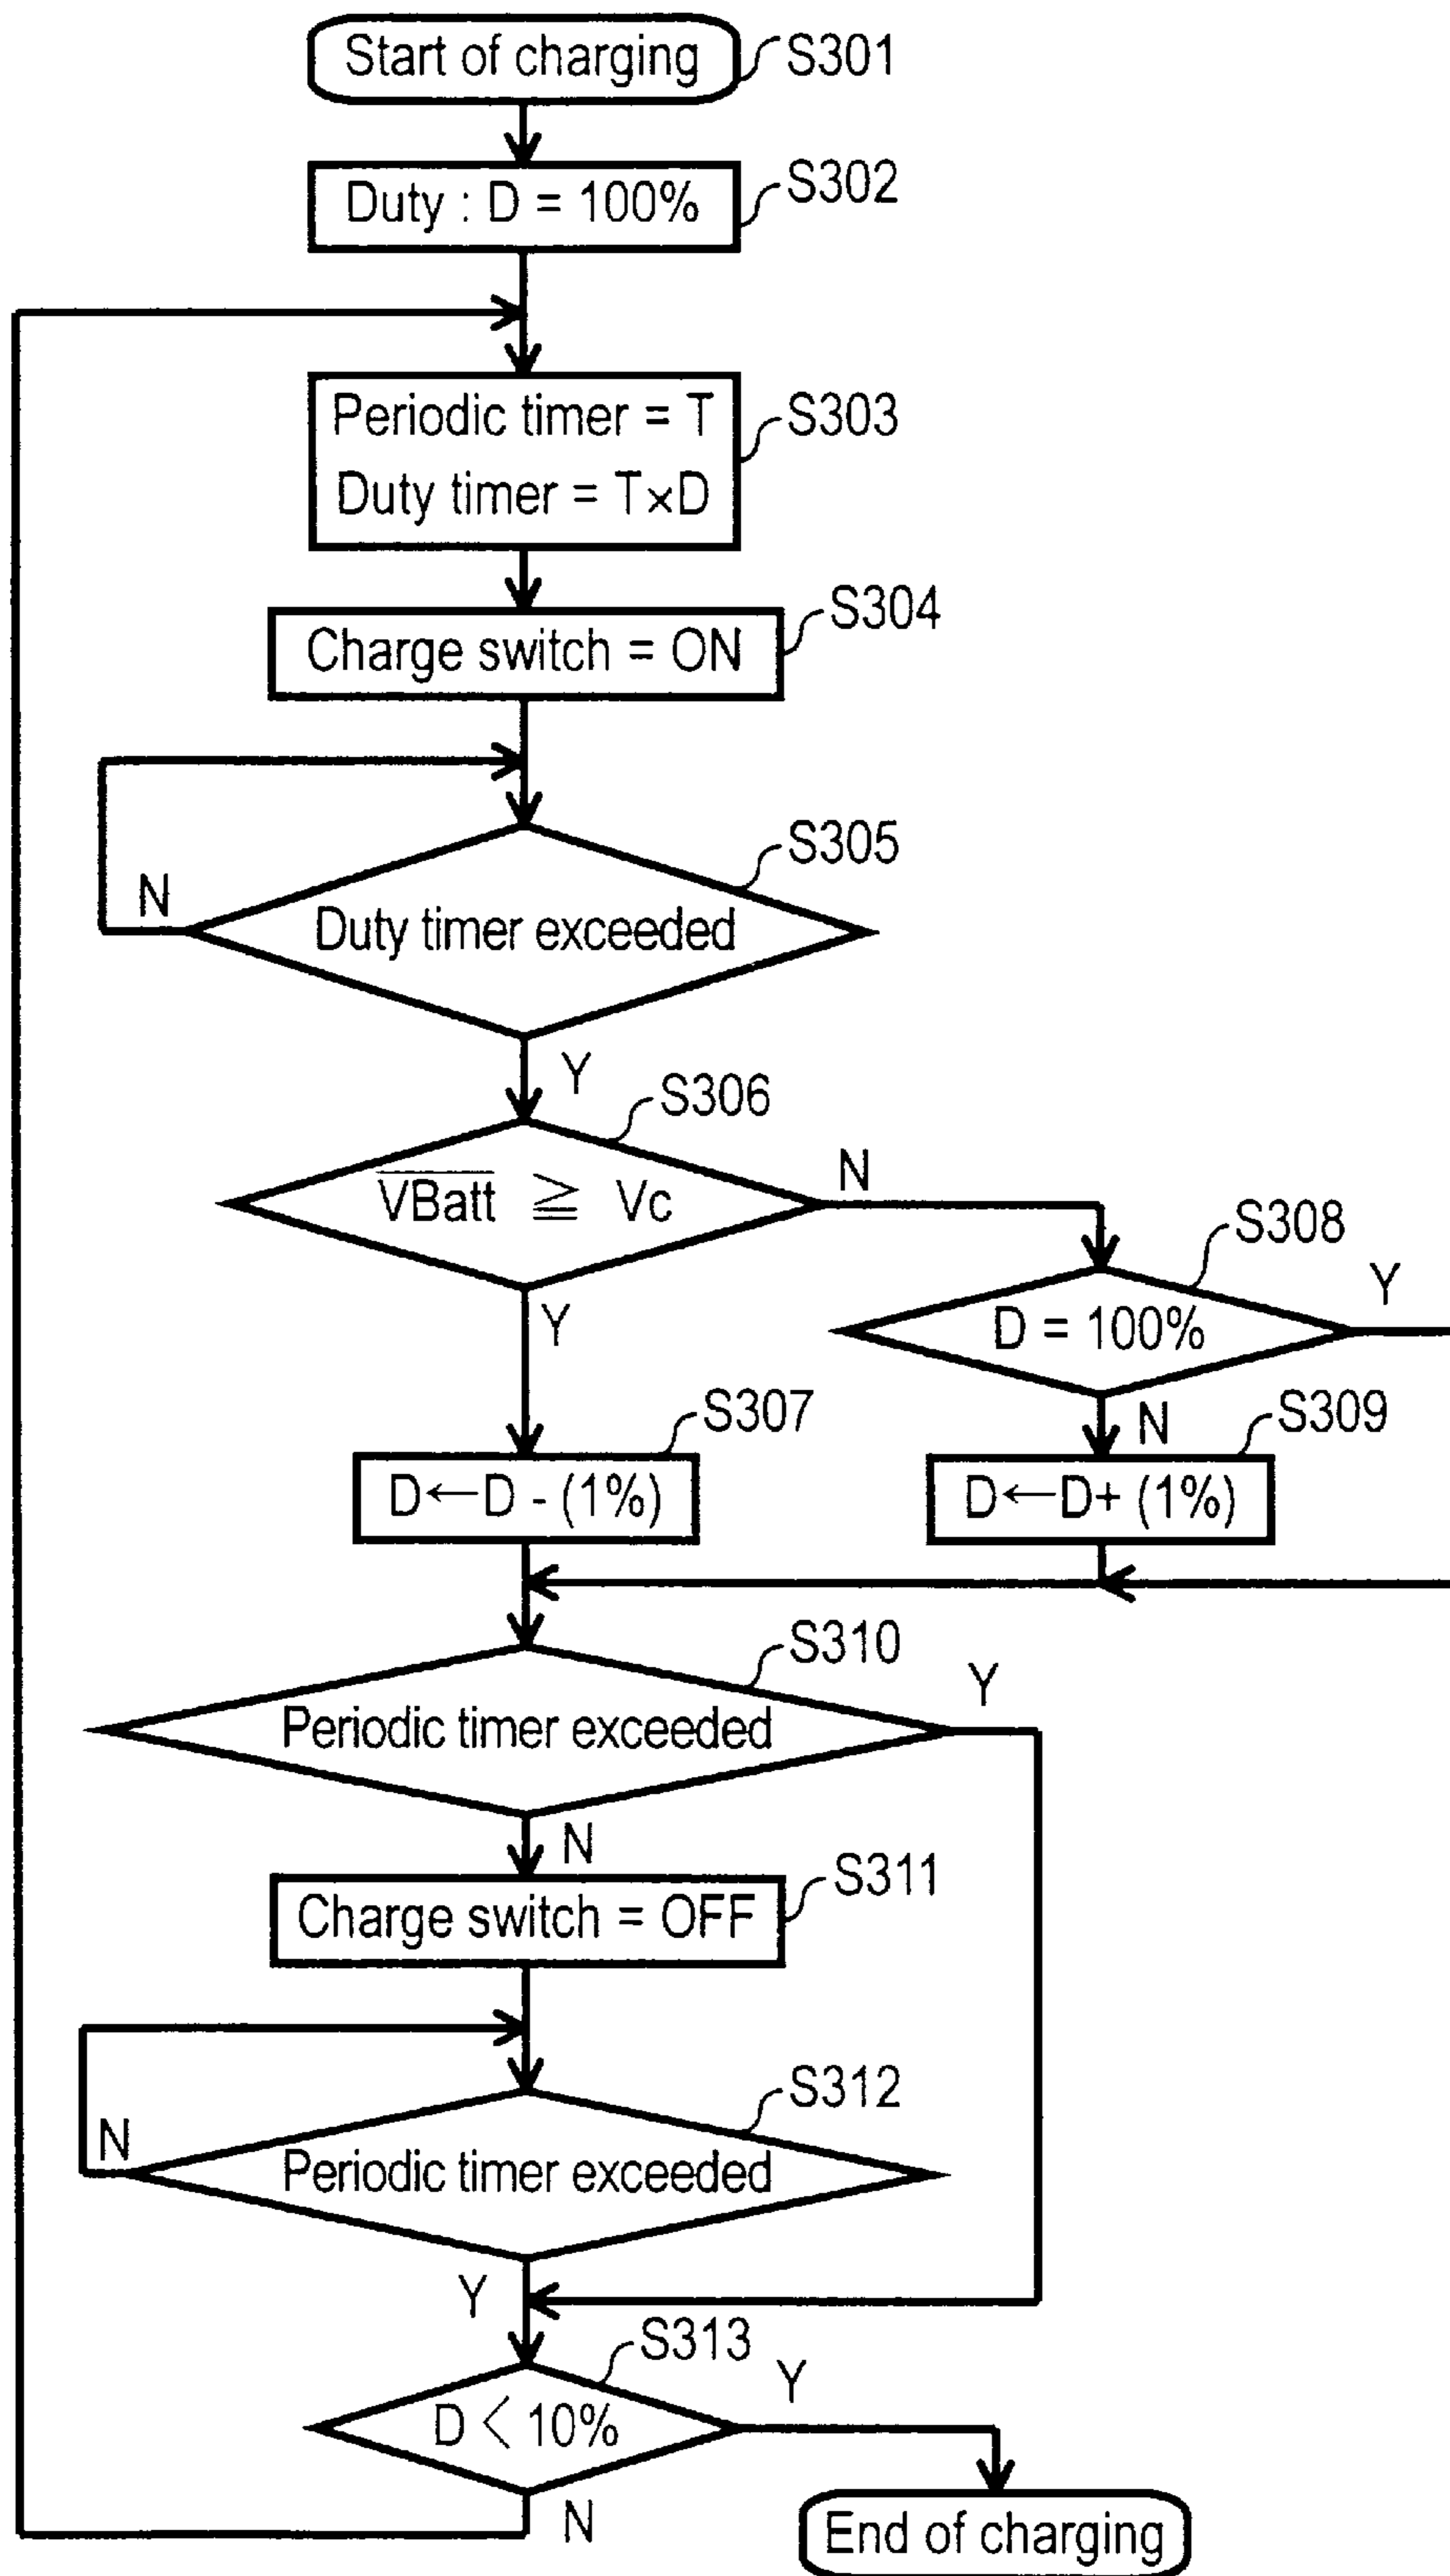 Start of charging
S301
Duty : D = 100%
S302
Periodic timer = T
Duty timer = T×D
S303
Charge switch = ON
S304
Duty timer exceeded
S305
N
Y
V̅B̅a̅t̅t̅ ≧ Vc
S306
N
Y
D = 100%
S308
Y
N
D←D - (1%)
S307
D←D+ (1%)
S309
Periodic timer exceeded
S310
Y
N
Charge switch = OFF
S311
Periodic timer exceeded
S312
N
Y
D < 10%
S313
Y
N
End of charging